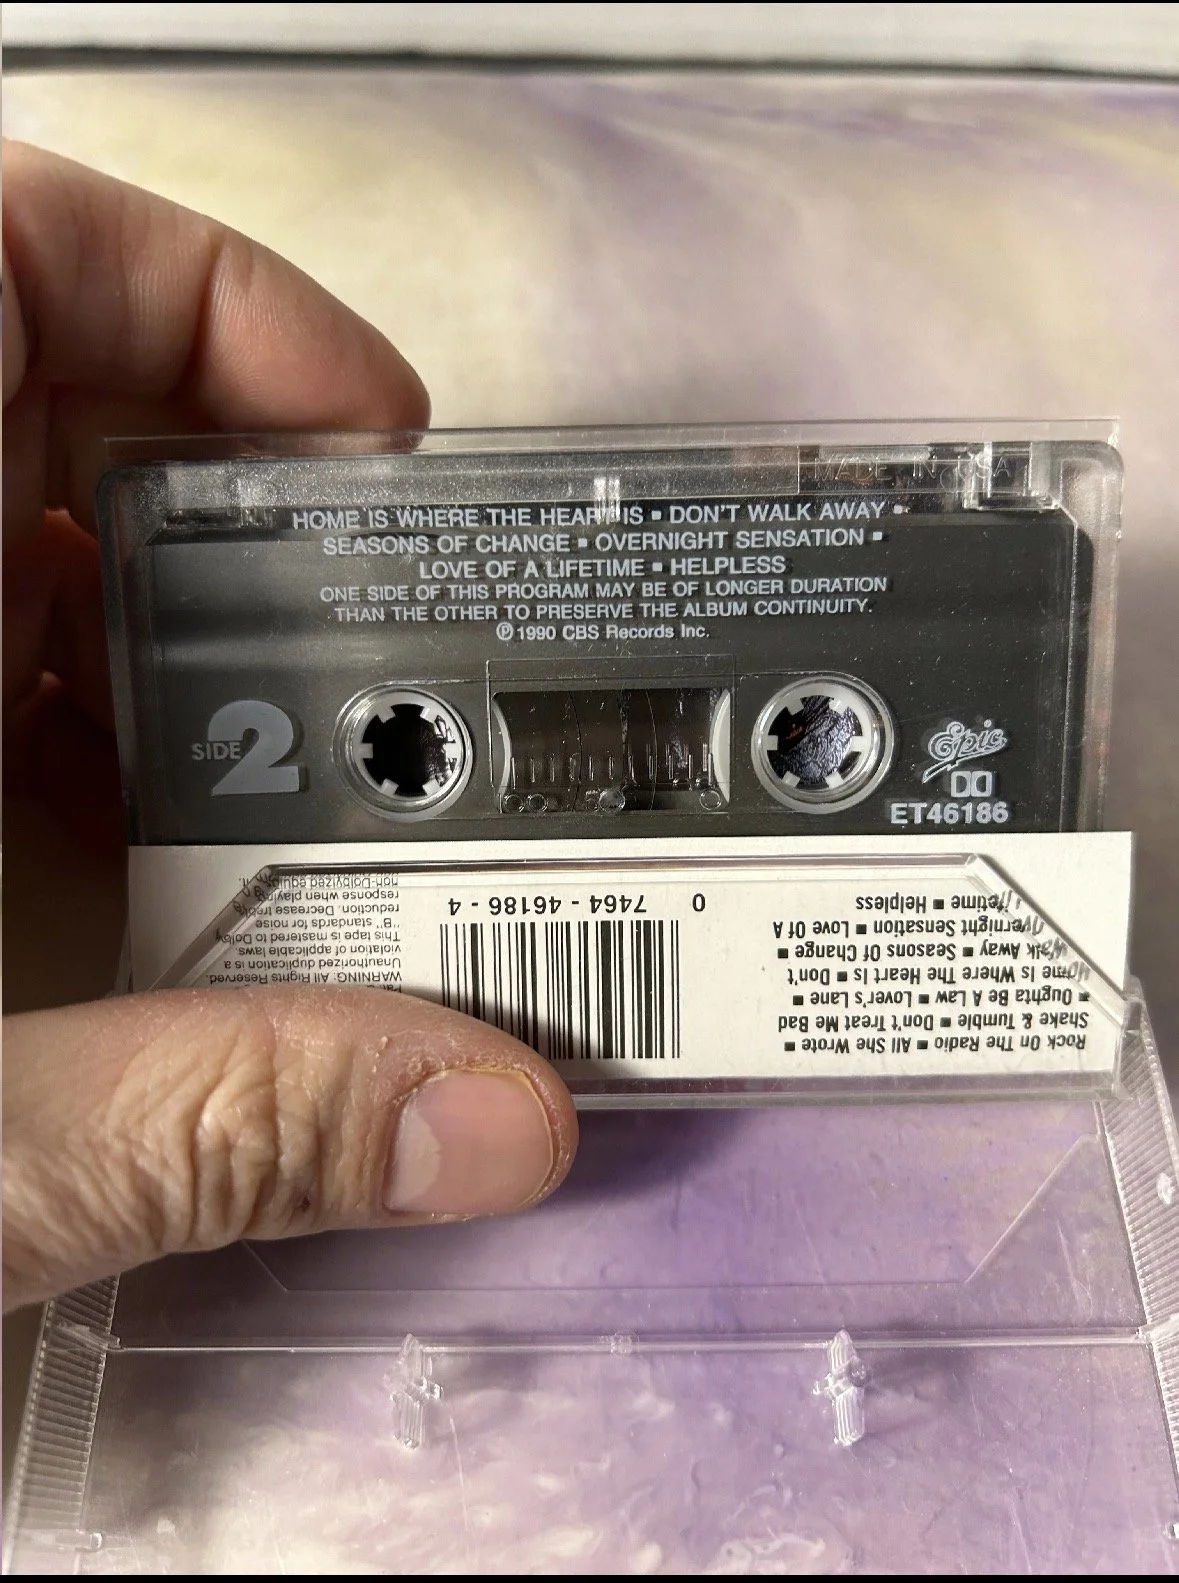 MADE IN USA
HOME IS WHERE THE HEART IS ▪ DON'T WALK AWAY ▪
SEASONS OF CHANGE ▪ OVERNIGHT SENSATION ▪
LOVE OF A LIFETIME ▪ HELPLESS
ONE SIDE OF THIS PROGRAM MAY BE OF LONGER DURATION
THAN THE OTHER TO PRESERVE THE ALBUM CONTINUITY.
Ⓟ 1990 CBS Records Inc.
SIDE 2
Epic
ET46186
Rock On The Radio ▪ All She Wrote ▪
Shake & Tumble ▪ Don't Treat Me Bad
▪ Oughta Be A Law ▪ Lover's Lane ▪
Home Is Where The Heart Is ▪ Don't
Walk Away ▪ Seasons Of Change ▪
Overnight Sensation ▪ Love Of A
Lifetime ▪ Helpless
0 7464 - 46186 - 4
WARNING: All Rights Reserved.
Unauthorized duplication is a
violation of applicable laws.
This tape is mastered to Dolby
"B" standards for noise
reduction. Decrease treble
response when playing on
non-Dolbyized equipment.